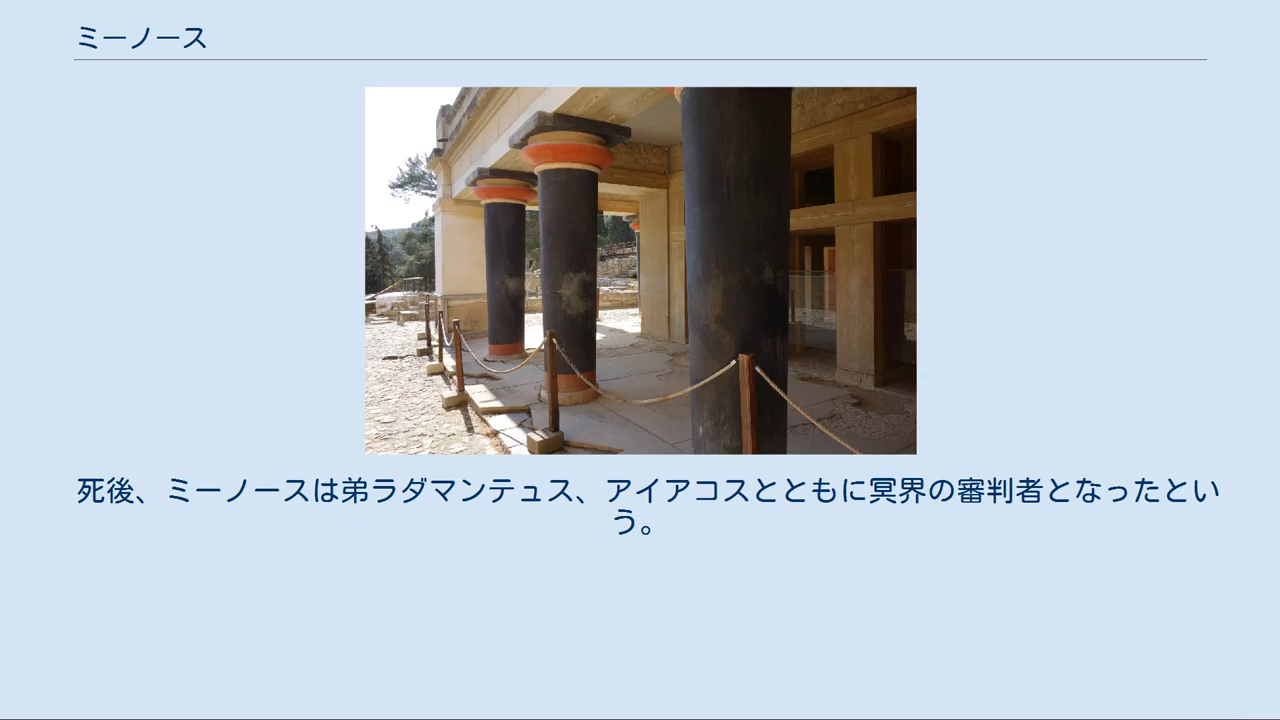 ミーノース
死後、ミーノースは弟ラダマンテュス、アイアコスとともに冥界の審判者となったとい
う。